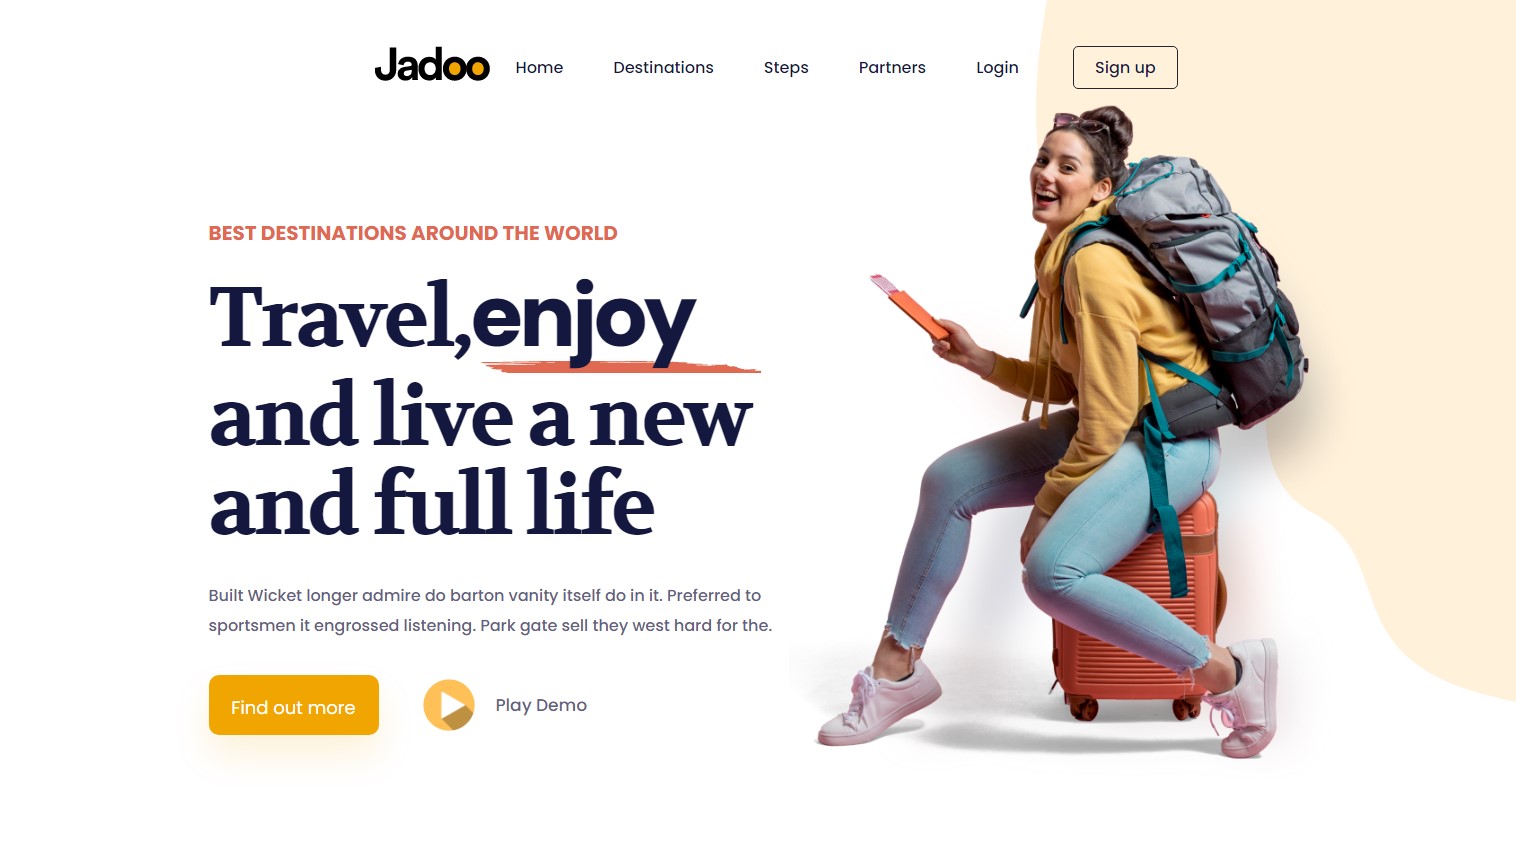 Jadoo Home Destinations Steps Partners Login Sign up
BEST DESTINATIONS AROUND THE WORLD
Travel,enjoy
and live a new
and full life
Built Wicket longer admire do barton vanity itself do in it. Preferred to
sportsmen it engrossed listening. Park gate sell they west hard for the.
Find out more Play Demo